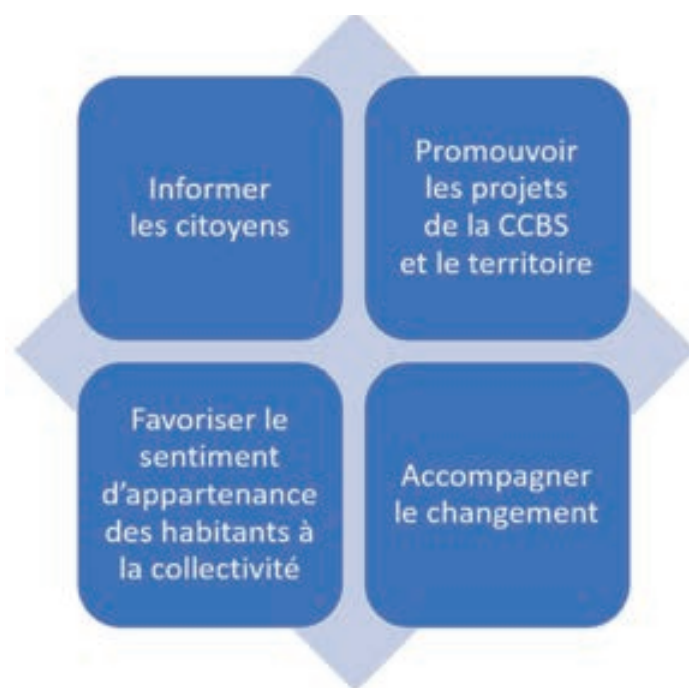 Informer
les citoyens
Promouvoir
les projets
de la CCBS
et le territoire
Favoriser le
sentiment
d'appartenance
des habitants à
la collectivité
Accompagner
le changement